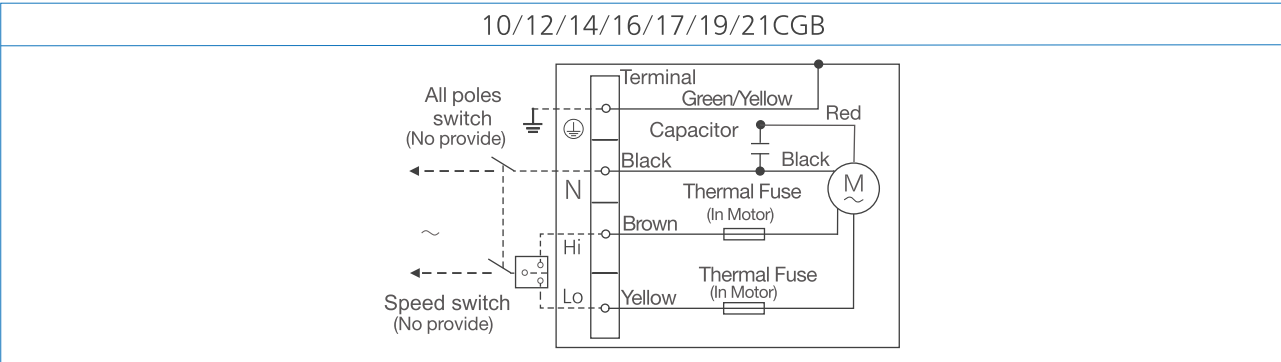 10/12/14/16/17/19/21CGB
Terminal
Green/Yellow
All poles
switch
(No provide)
Capacitor
Red
Black
Black
N
Thermal Fuse
(In Motor)
M
Brown
Hi
Thermal Fuse
(In Motor)
Lo
Yellow
Speed switch
(No provide)